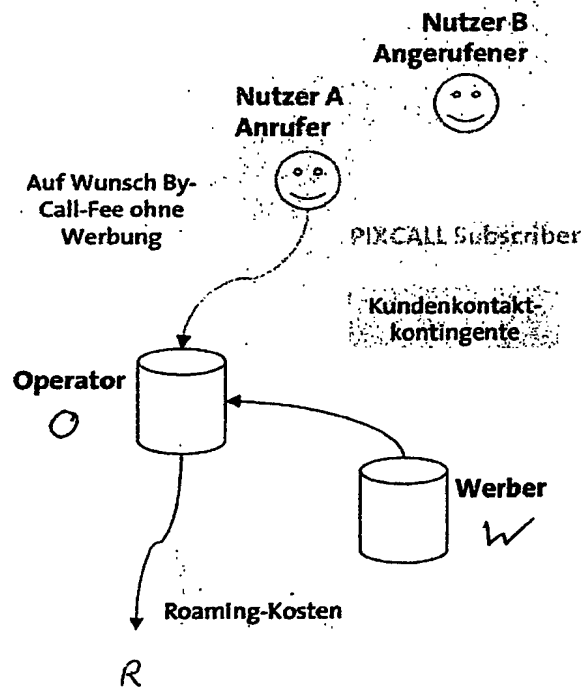 Nutzer B
Angerufener
Nutzer A
Anrufer
Auf Wunsch By-
Call-Fee ohne
Werbung
PIXCALL Subscriber
Kundenkontakt-
kontingente
Operator
O
Werber
W
Roaming-Kosten
R